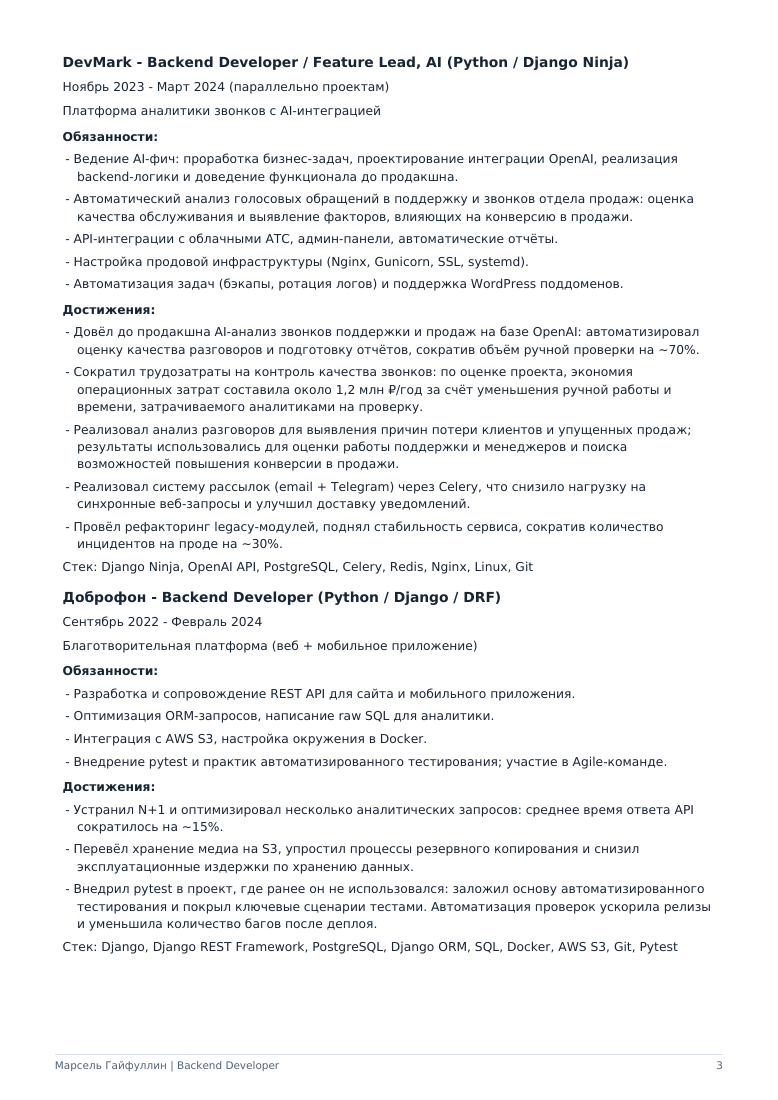 DevMark - Backend Developer / Feature Lead, AI (Python / Django Ninja)
Ноябрь 2023 - Март 2024 (параллельно проектам)
Платформа аналитики звонков с AI-интеграцией
Обязанности:
- Ведение AI-фич: проработка бизнес-задач, проектирование интеграции OpenAI, реализация
backend-логики и доведение функционала до продакшна.
- Автоматический анализ голосовых обращений в поддержку и звонков отдела продаж: оценка
качества обслуживания и выявление факторов, влияющих на конверсию в продажи.
- API-интеграции с облачными АТС, админ-панели, автоматические отчёты.
- Настройка продовой инфраструктуры (Nginx, Gunicorn, SSL, systemd).
- Автоматизация задач (бэкапы, ротация логов) и поддержка WordPress поддоменов.
Достижения:
- Довёл до продакшна AI-анализ звонков поддержки и продаж на базе OpenAI: автоматизировал
оценку качества разговоров и подготовку отчётов, сократив объём ручной проверки на ~70%.
- Сократил трудозатраты на контроль качества звонков: по оценке проекта, экономия
операционных затрат составила около 1,2 млн ₽/год за счёт уменьшения ручной работы и
времени, затрачиваемого аналитиками на проверку.
- Реализовал анализ разговоров для выявления причин потери клиентов и упущенных продаж;
результаты использовались для оценки работы поддержки и менеджеров и поиска
возможностей повышения конверсии в продажи.
- Реализовал систему рассылок (email + Telegram) через Celery, что снизило нагрузку на
синхронные веб-запросы и улучшил доставку уведомлений.
- Провёл рефакторинг legacy-модулей, поднял стабильность сервиса, сократив количество
инцидентов на проде на ~30%.
Стек: Django Ninja, OpenAI API, PostgreSQL, Celery, Redis, Nginx, Linux, Git
Доброфон - Backend Developer (Python / Django / DRF)
Сентябрь 2022 - Февраль 2024
Благотворительная платформа (веб + мобильное приложение)
Обязанности:
- Разработка и сопровождение REST API для сайта и мобильного приложения.
- Оптимизация ORM-запросов, написание raw SQL для аналитики.
- Интеграция с AWS S3, настройка окружения в Docker.
- Внедрение pytest и практик автоматизированного тестирования; участие в Agile-команде.
Достижения:
- Устранил N+1 и оптимизировал несколько аналитических запросов: среднее время ответа API
сократилось на ~15%.
- Перевёл хранение медиа на S3, упростил процессы резервного копирования и снизил
эксплуатационные издержки по хранению данных.
- Внедрил pytest в проект, где ранее он не использовался: заложил основу автоматизированного
тестирования и покрыл ключевые сценарии тестами. Автоматизация проверок ускорила релизы
и уменьшила количество багов после деплоя.
Стек: Django, Django REST Framework, PostgreSQL, Django ORM, SQL, Docker, AWS S3, Git, Pytest
Марсель Гайфуллин | Backend Developer
3